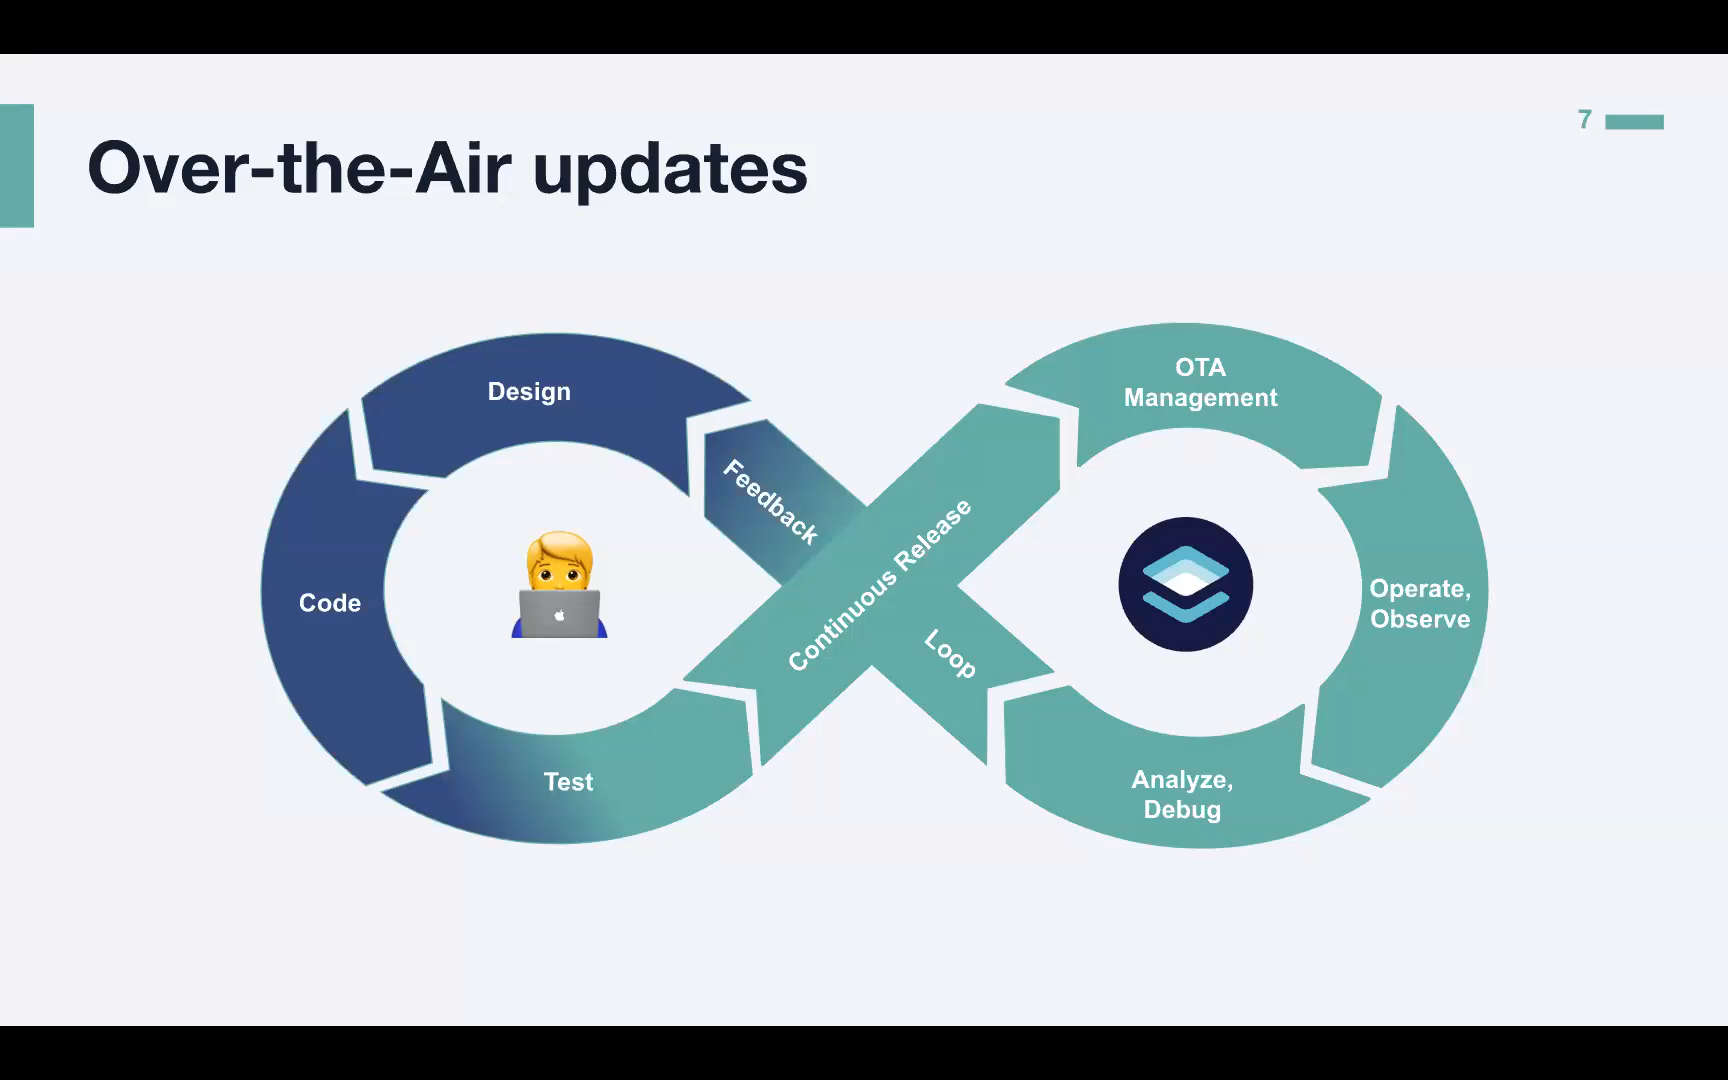 7
Over-the-Air updates
Design
Code
Test
Feedback
Loop
Continuous Release
OTA
Management
Operate,
Observe
Analyze,
Debug